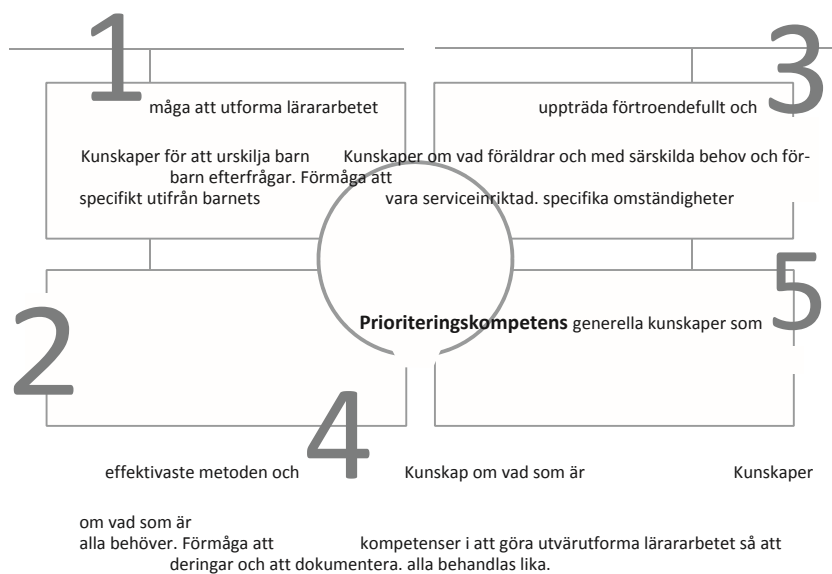 1
3
måga att utforma lärararbetet uppträda förtroendefullt och
Kunskaper för att urskilja barn Kunskaper om vad föräldrar och med särskilda behov och för-
barn efterfrågar. Förmåga att
specifikt utifrån barnets vara serviceinriktad. specifika omständigheter
2
5
Prioriteringskompetens generella kunskaper som
4
effektivaste metoden och Kunskap om vad som är Kunskaper
om vad som är
alla behöver. Förmåga att kompetenser i att göra utvärutforma lärararbetet så att
deringar och att dokumentera. alla behandlas lika.